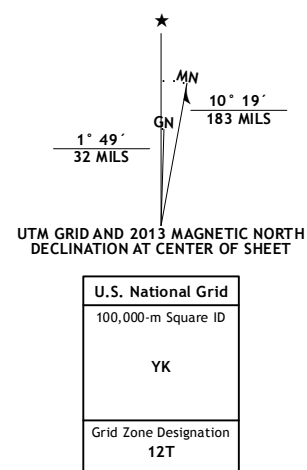 ★
MN
GN
10° 19´
183 MILS
1° 49´
32 MILS
UTM GRID AND 2013 MAGNETIC NORTH
DECLINATION AT CENTER OF SHEET
U.S. National Grid
100,000-m Square ID
YK
Grid Zone Designation
12T